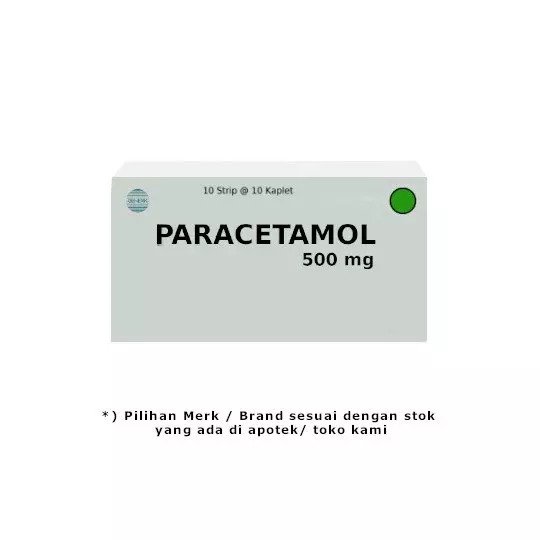 10 Strip @ 10 Kaplet
PARACETAMOL
500 mg
*) Pilihan Merk / Brand sesuai dengan stok
yang ada di apotek/ toko kami